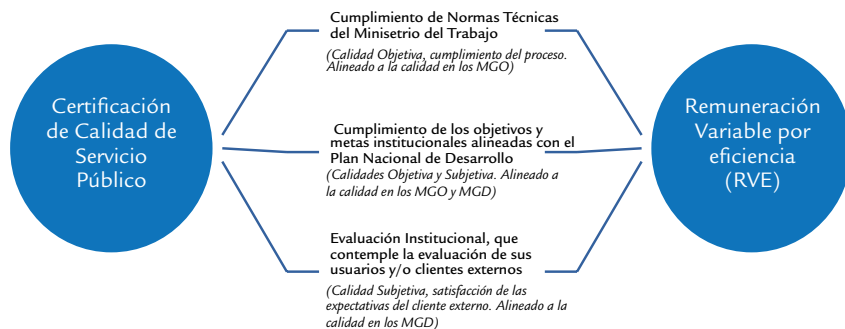 Certificación
de Calidad de
Servicio
Público
Cumplimiento de Normas Técnicas
del Minisetrio del Trabajo
(Calidad Objetiva, cumplimiento del proceso.
Alineado a la calidad en los MGO)
Cumplimiento de los objetivos y
metas institucionales alineadas con el
Plan Nacional de Desarrollo
(Calidades Objetiva y Subjetiva. Alineado a
la calidad en los MGO y MGD)
Evaluación Institucional, que
contemple la evaluación de sus
usuarios y/o clientes externos
(Calidad Subjetiva, satisfacción de las
expectativas del cliente externo. Alineado a la
calidad en los MGD)
Remuneración
Variable por
eficiencia
(RVE)